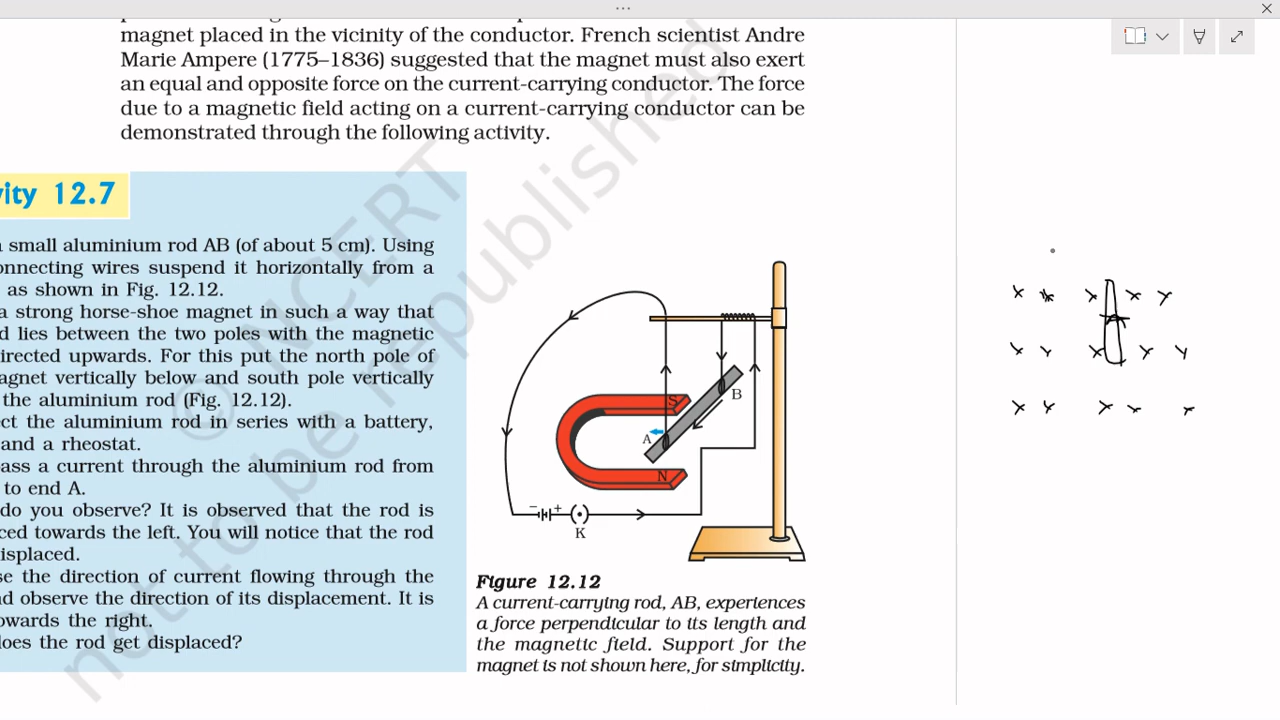 magnet placed in the vicinity of the conductor. French scientist Andre
Marie Ampere (1775–1836) suggested that the magnet must also exert
an equal and opposite force on the current-carrying conductor. The force
due to a magnetic field acting on a current-carrying conductor can be
demonstrated through the following activity.
vity 12.7
small aluminium rod AB (of about 5 cm). Using
onnecting wires suspend it horizontally from a
as shown in Fig. 12.12.
a strong horse-shoe magnet in such a way that
d lies between the two poles with the magnetic
irected upwards. For this put the north pole of
agnet vertically below and south pole vertically
the aluminium rod (Fig. 12.12).
ect the aluminium rod in series with a battery,
and a rheostat.
ass a current through the aluminium rod from
to end A.
do you observe? It is observed that the rod is
ced towards the left. You will notice that the rod
isplaced.
se the direction of current flowing through the
nd observe the direction of its displacement. It is
owards the right.
does the rod get displaced?
S
B
A
N
− +
K
Figure 12.12
A current-carrying rod, AB, experiences
a force perpendicular to its length and
the magnetic field. Support for the
magnet is not shown here, for simplicity.
© NCERT
not to be republished
x x x x x
x x x x x
x x x x x